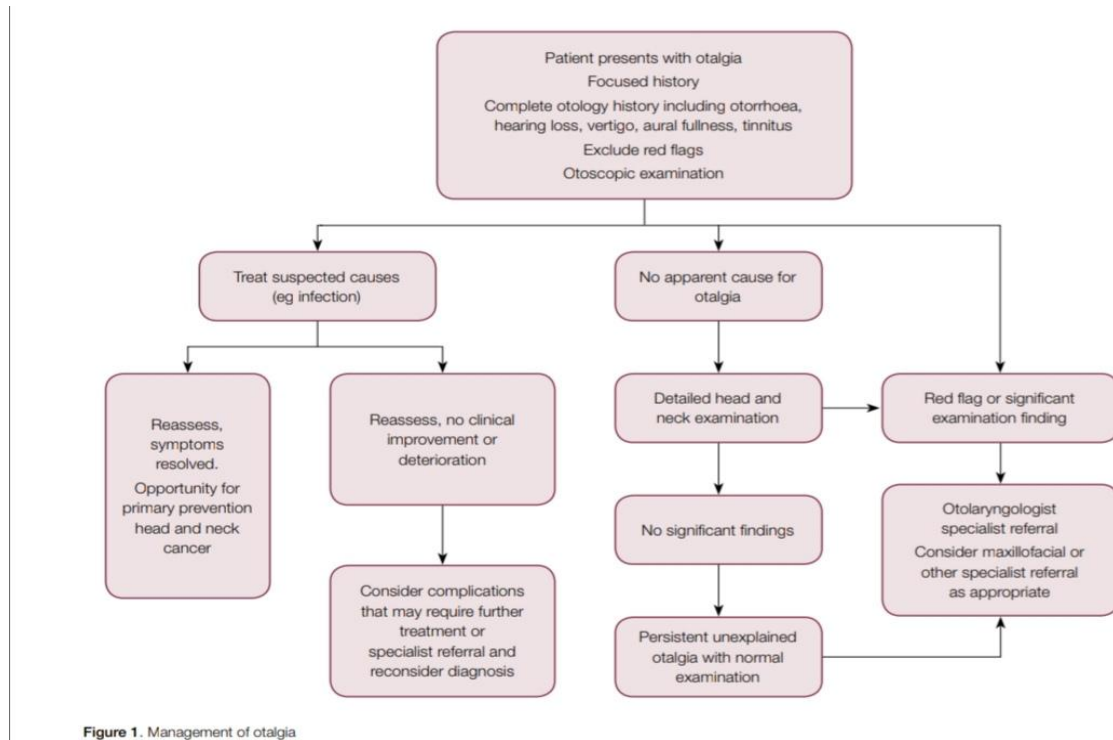 Patient presents with otalgia
Focused history
Complete otology history including otorrhoea,
hearing loss, vertigo, aural fullness, tinnitus
Exclude red flags
Otoscopic examination
Treat suspected causes
(eg infection)
No apparent cause for
otalgia
Reassess,
symptoms
resolved.
Opportunity for
primary prevention
head and neck
cancer
Reassess, no clinical
improvement or
deterioration
Detailed head and
neck examination
Red flag or significant
examination finding
No significant findings
Otolaryngologist
specialist referral
Consider maxillofacial or
other specialist referral
as appropriate
Consider complications
that may require further
treatment or
specialist referral and
reconsider diagnosis
Persistent unexplained
otalgia with normal
examination
Figure 1. Management of otalgia